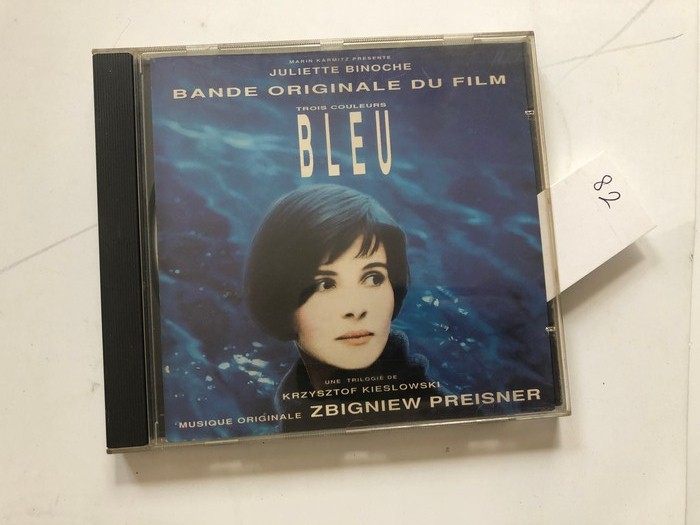 MARIN KARMITZ PRESENTE
JULIETTE BINOCHE
BANDE ORIGINALE DU FILM
TROIS COULEURS
BLEU
UNE TRILOGIE DE
KRZYSZTOF KIESLOWSKI
MUSIQUE ORIGINALE ZBIGNIEW PREISNER
82